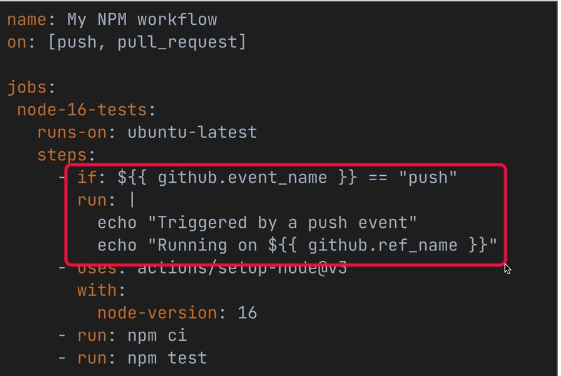 name: My NPM workflow
on: [push, pull_request]
jobs:
node-16-tests:
runs-on: ubuntu-latest
steps:
- if: ${{ github.event_name }} == "push"
run: |
echo "Triggered by a push event"
echo "Running on ${{ github.ref_name }}"
- uses: actions/setup-node@v3
with:
node-version: 16
- run: npm ci
- run: npm test